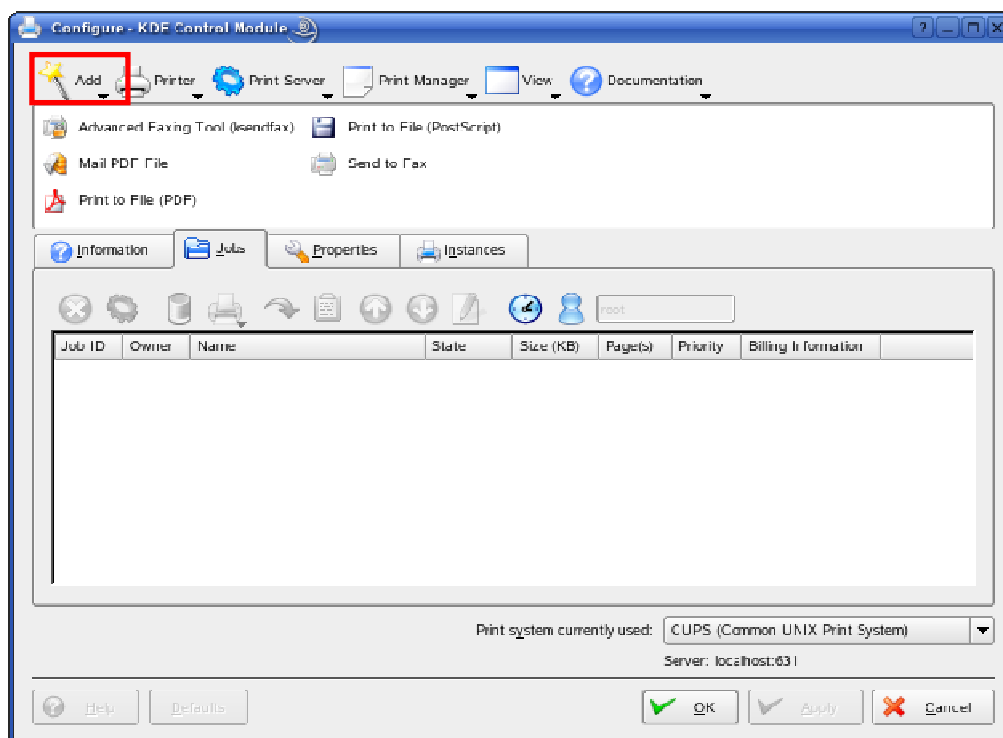 Configure - KDE Control Module
Add Printer Print Server Print Manager View Documentation
Advanced Faxing Tool (ksendfax) Print to File (PostScript)
Mail PDF File Send to Fax
Print to File (PDF)
Information Jobs Properties Instances
root
Job ID Owner Name State Size (KB) Page(s) Priority Billing Information
Print system currently used: CUPS (Common UNIX Print System)
Server: localhost:631
Help Defaults OK Apply Cancel